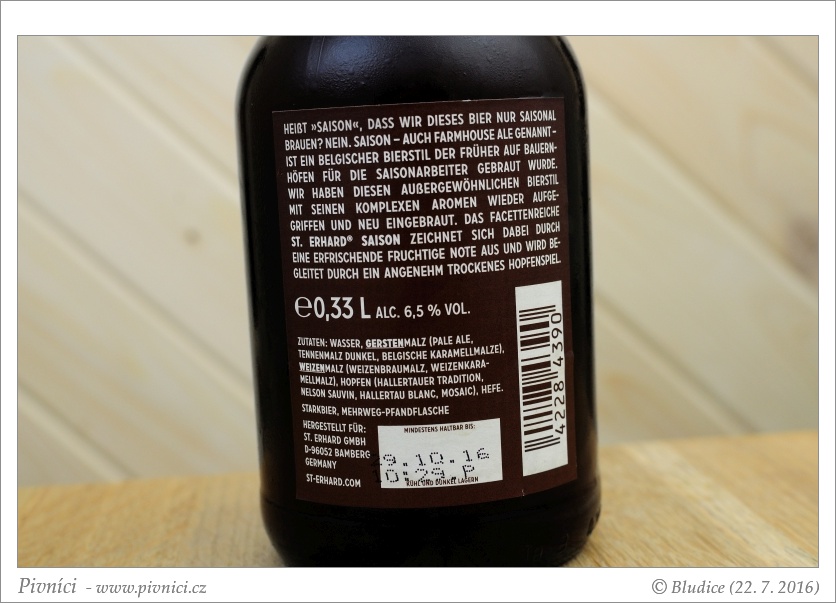 HEIẞT »SAISON«, DASS WIR DIESES BIER NUR SAISONAL
BRAUEN? NEIN. SAISON – AUCH FARMHOUSE ALE GENANNT –
IST EIN BELGISCHER BIERSTIL DER FRÜHER AUF BAUERN-
HÖFEN FÜR DIE SAISONARBEITER GEBRAUT WURDE.
WIR HABEN DIESEN AUẞERGEWÖHNLICHEN BIERSTIL
MIT SEINEN KOMPLEXEN AROMEN WIEDER AUFGE-
GRIFFEN UND NEU EINGEBRAUT. DAS FACETTENREICHE
ST. ERHARD® SAISON ZEICHNET SICH DABEI DURCH
EINE ERFRISCHENDE FRUCHTIGE NOTE AUS UND WIRD BE-
GLEITET DURCH EIN ANGENEHM TROCKENES HOPFENSPIEL.
℮0,33 L ALC. 6,5 % VOL.
ZUTATEN: WASSER, GERSTENMALZ (PALE ALE,
TENNENMALZ DUNKEL, BELGISCHE KARAMELLMALZE),
WEIZENMALZ (WEIZENBRAUMALZ, WEIZENKARA-
MELLMALZ), HOPFEN (HALLERTAUER TRADITION,
NELSON SAUVIN, HALLERTAU BLANC, MOSAIC), HEFE.
STARKBIER, MEHRWEG-PFANDFLASCHE
HERGESTELLT FÜR:
ST. ERHARD GMBH
D-96052 BAMBERG
GERMANY
ST-ERHARD.COM
MINDESTENS HALTBAR BIS:
9.10.16
10:29 P
KÜHL UND DUNKEL LAGERN
4228 4390
Pivníci - www.pivnici.cz
© Bludice (22. 7. 2016)